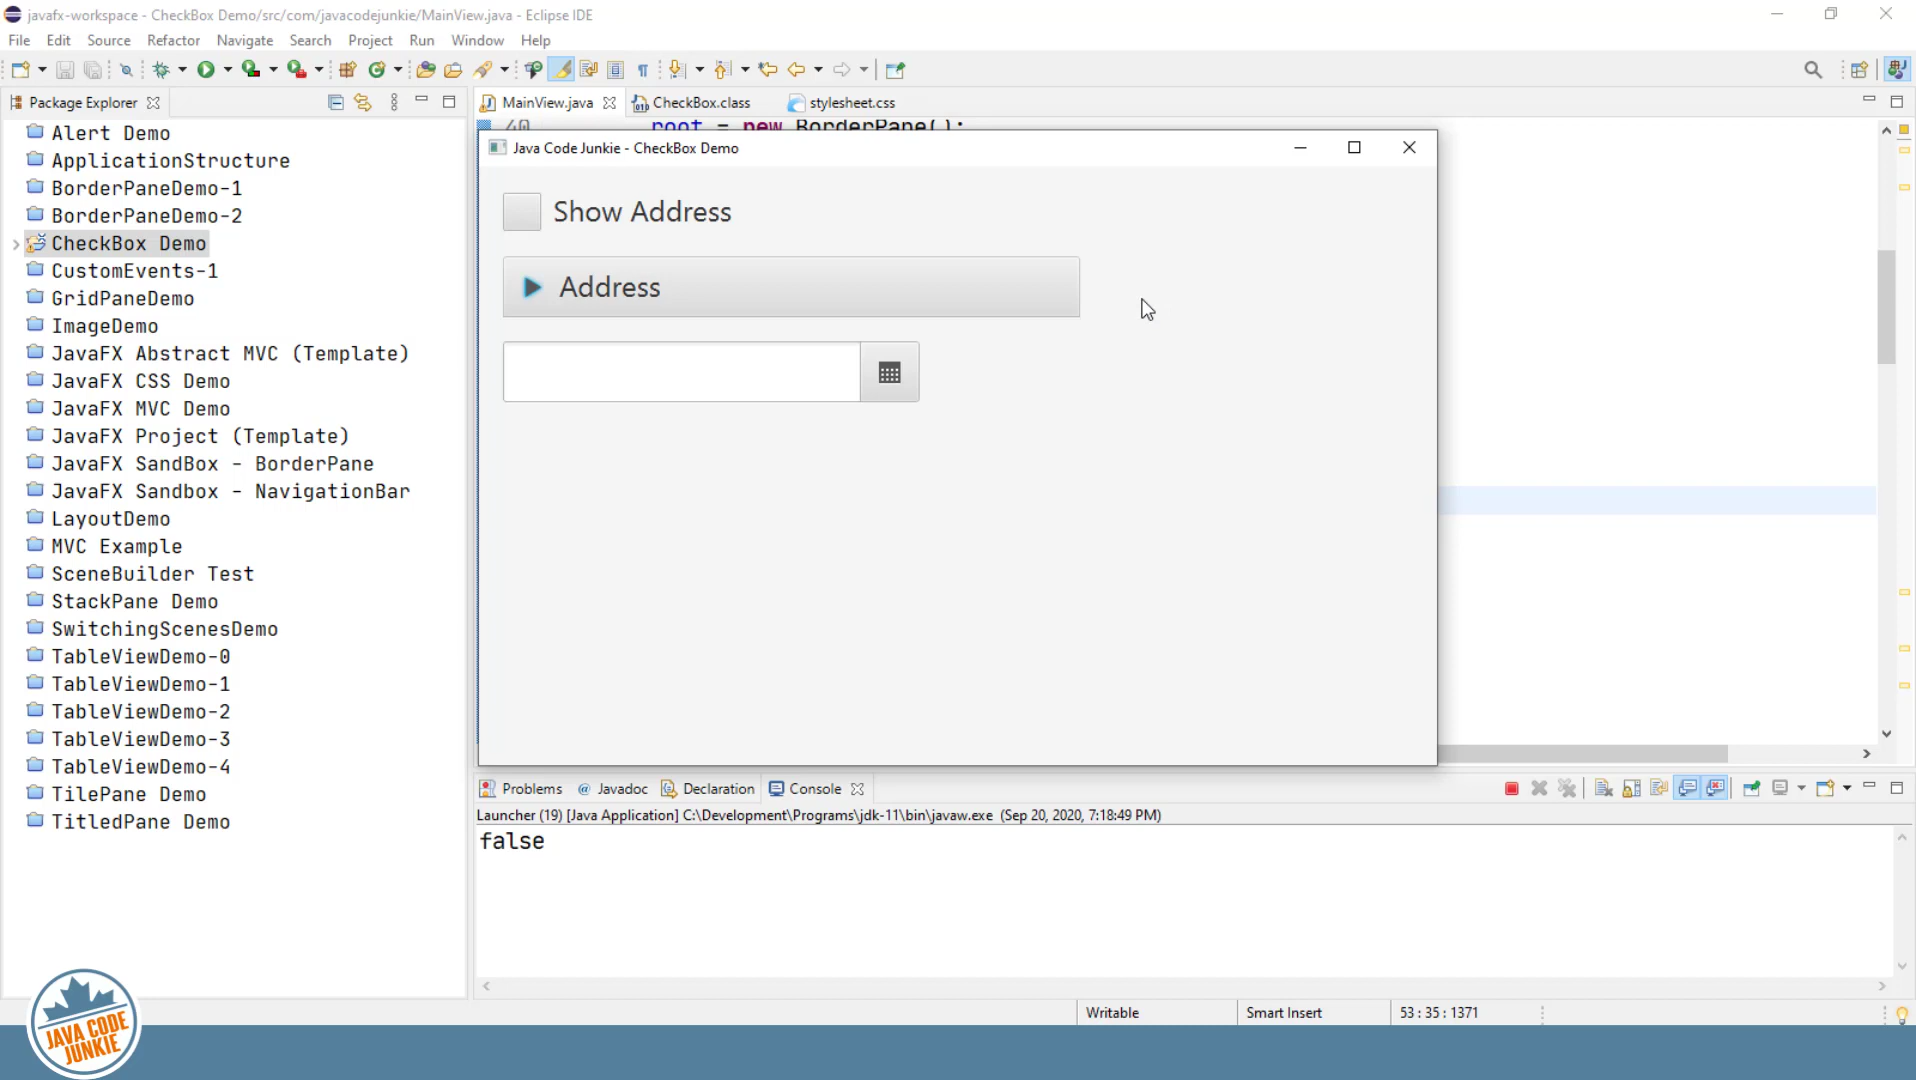 javafx-workspace - CheckBox Demo/src/com/javacodejunkie/MainView.java - Eclipse IDE
File Edit Source Refactor Navigate Search Project Run Window Help
Package Explorer
Alert Demo
ApplicationStructure
BorderPaneDemo-1
BorderPaneDemo-2
CheckBox Demo
CustomEvents-1
GridPaneDemo
ImageDemo
JavaFX Abstract MVC (Template)
JavaFX CSS Demo
JavaFX MVC Demo
JavaFX Project (Template)
JavaFX SandBox - BorderPane
JavaFX Sandbox - NavigationBar
LayoutDemo
MVC Example
SceneBuilder Test
StackPane Demo
SwitchingScenesDemo
TableViewDemo-0
TableViewDemo-1
TableViewDemo-2
TableViewDemo-3
TableViewDemo-4
TilePane Demo
TitledPane Demo
MainView.java CheckBox.class stylesheet.css
40 root = new BorderPane();
Java Code Junkie - CheckBox Demo
Show Address
Address
Problems @ Javadoc Declaration Console
Launcher (19) [Java Application] C:\Development\Programs\jdk-11\bin\javaw.exe (Sep 20, 2020, 7:18:49 PM)
false
Writable Smart Insert 53 : 35 : 1371
JAVA CODE
JUNKIE